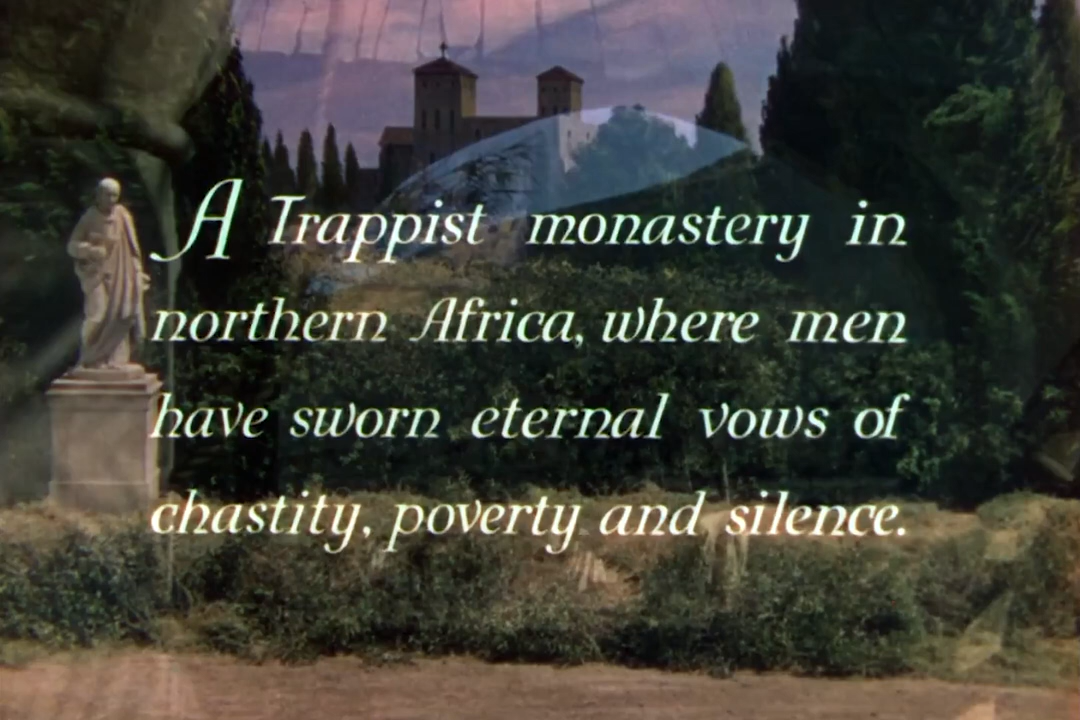 A Trappist monastery in
northern Africa, where men
have sworn eternal vows of
chastity, poverty and silence.